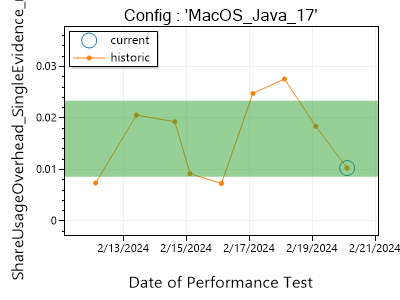 Config : 'MacOS_Java_17'
current
historic
0.03
0.02
0.01
0
2/13/2024
2/15/2024
2/17/2024
2/19/2024
2/21/2024
Date of Performance Test
ShareUsageOverhead_SingleEvidence_